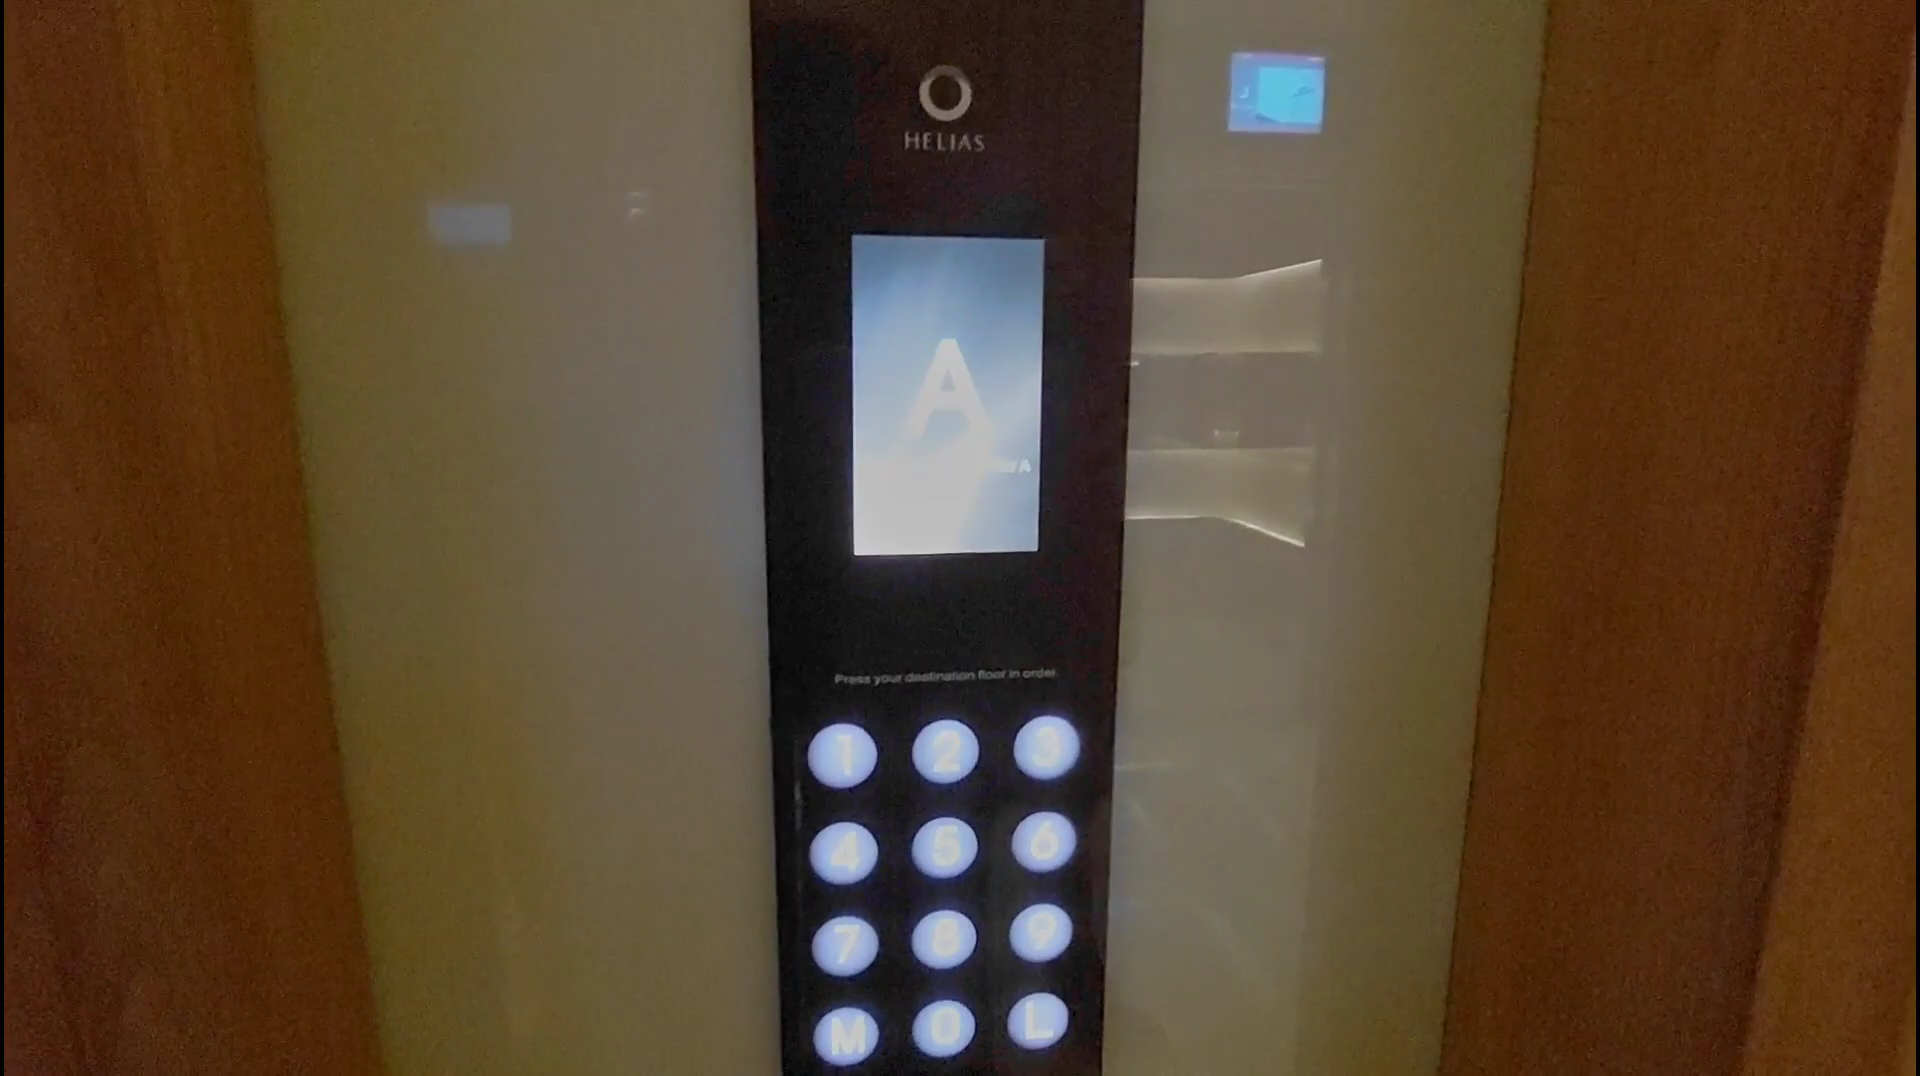 HELIAS
A
Press your destination floor in order
1 2 3
4 5 6
7 8 9
M 0 L